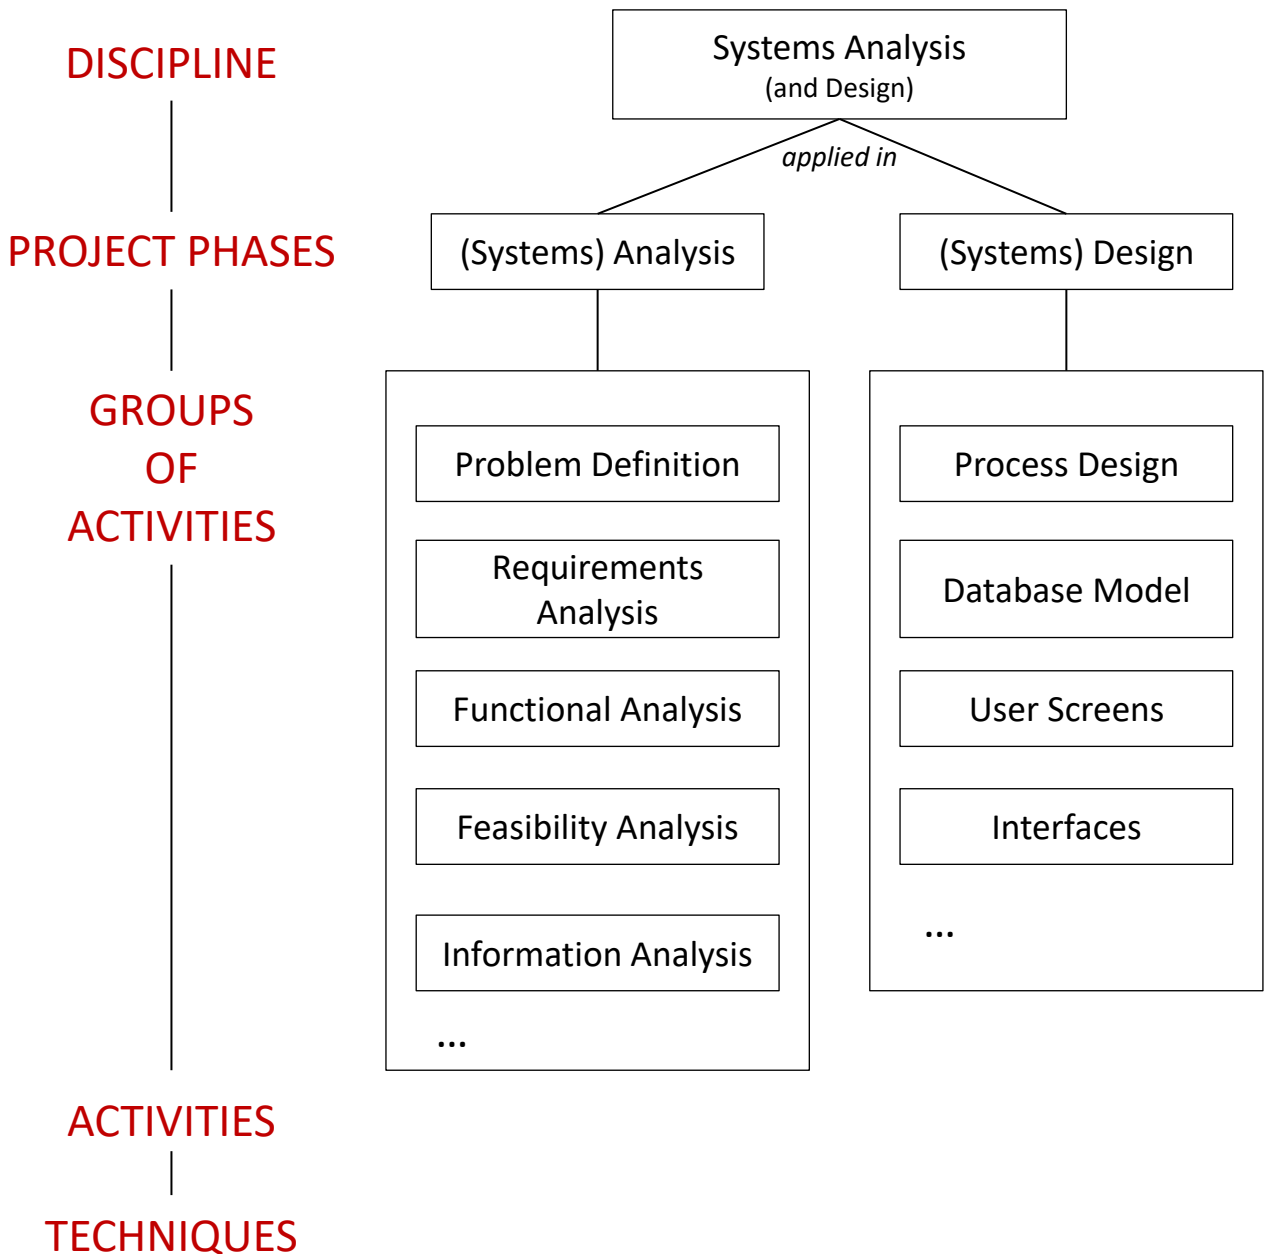 DISCIPLINE
Systems Analysis
(and Design)
applied in
PROJECT PHASES
(Systems) Analysis
(Systems) Design
GROUPS
OF
ACTIVITIES
Problem Definition
Requirements
Analysis
Functional Analysis
Feasibility Analysis
Information Analysis
...
Process Design
Database Model
User Screens
Interfaces
...
ACTIVITIES
TECHNIQUES